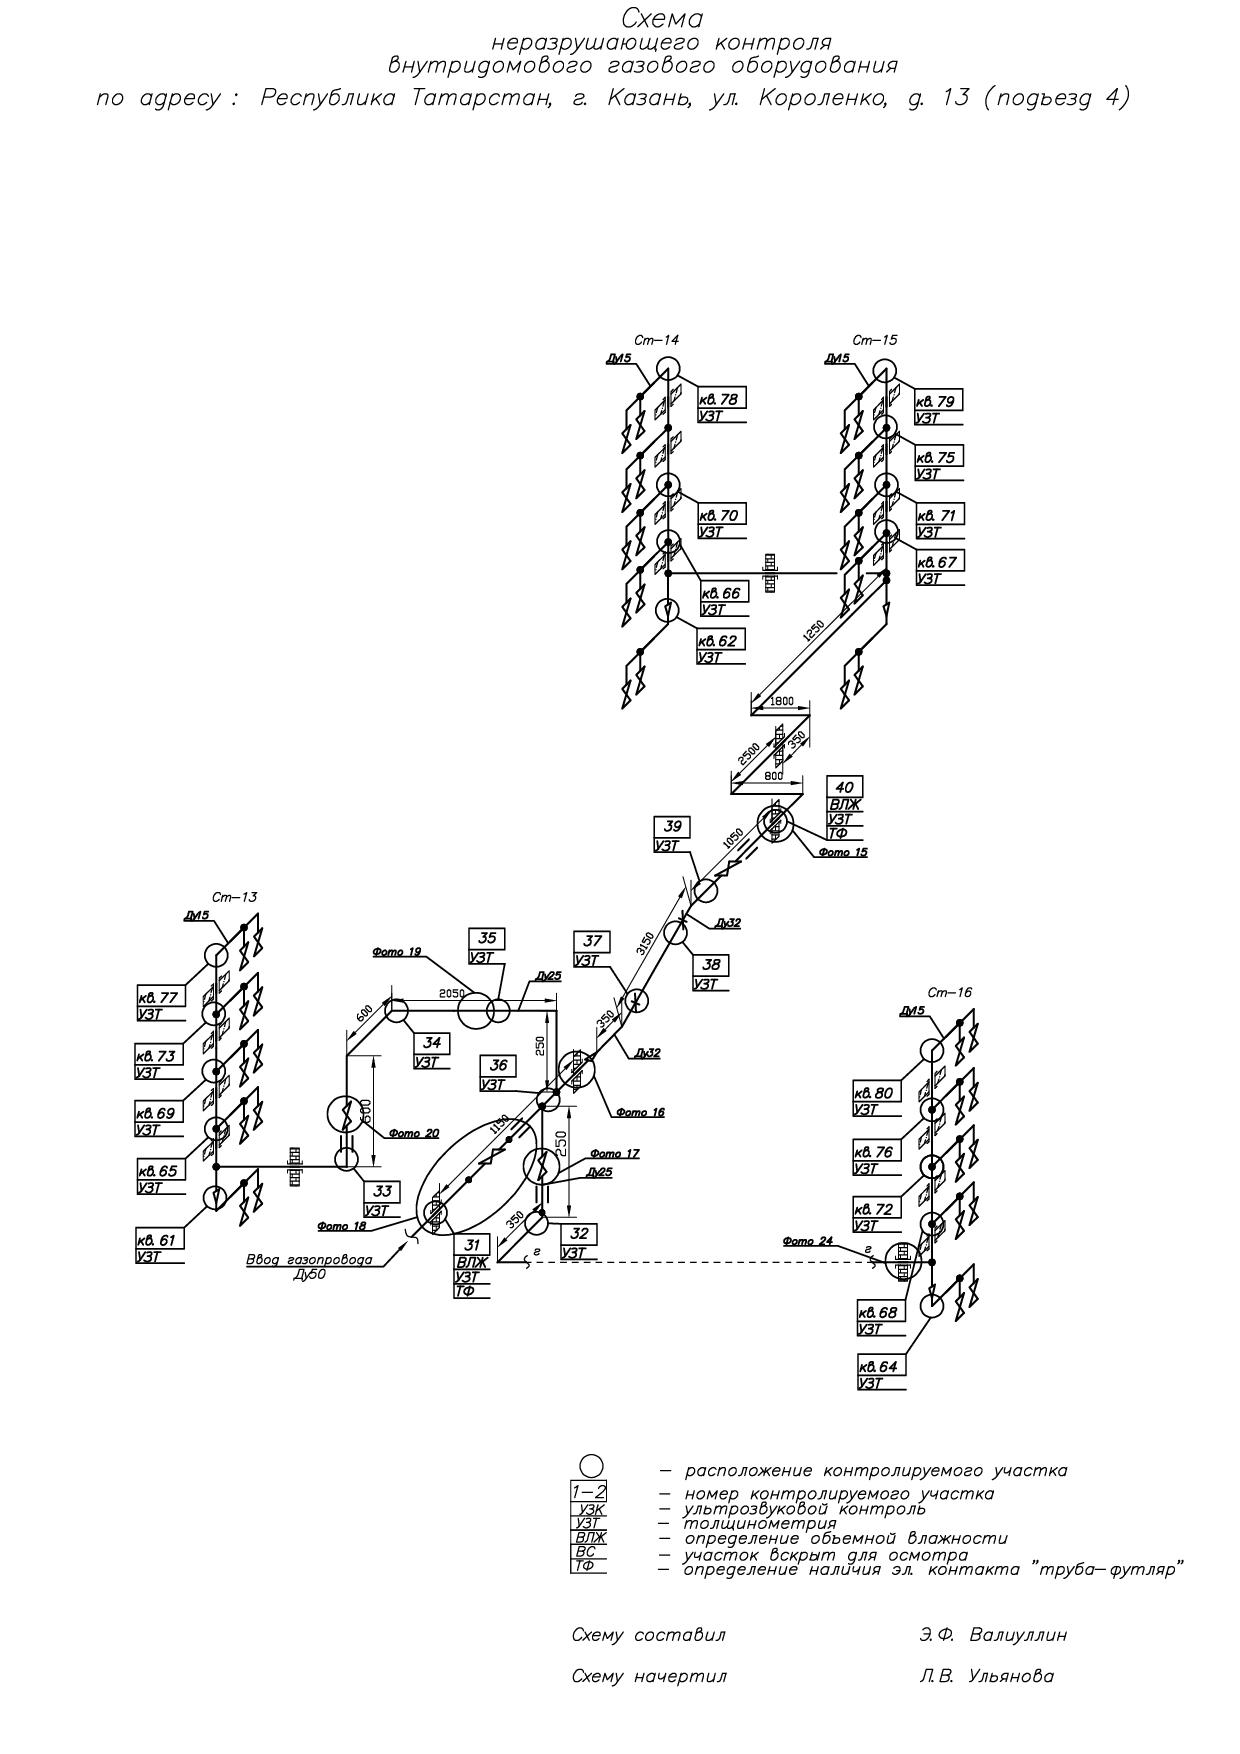 Схема
неразрушающего контроля
внутридомового газового оборудования
по адресу : Республика Татарстан, г. Казань, ул. Короленко, д. 13 (подъезд 4)
Ст-14
Ст-15
Ду15
Ду15
кв. 78
УЗТ
кв. 79
УЗТ
кв. 75
УЗТ
кв. 70
УЗТ
кв. 71
УЗТ
кв. 67
УЗТ
кв. 66
УЗТ
кв. 62
УЗТ
1250
1800
2500
350
800
40
ВЛЖ
УЗТ
ТФ
Фото 15
39
УЗТ
1050
Ст-13
Ду15
Ду32
3150
37
УЗТ
38
УЗТ
35
УЗТ
Фото 19
Ду25
2050
600
350
Ду32
34
УЗТ
250
36
УЗТ
Фото 16
кв. 77
УЗТ
кв. 73
УЗТ
кв. 69
УЗТ
кв. 65
УЗТ
кв. 61
УЗТ
600
Фото 20
1150
250
Фото 17
Ду25
33
УЗТ
Фото 18
350
32
УЗТ
31
ВЛЖ
УЗТ
ТФ
Ввод газопровода
Ду50
г
г
Ст-16
Ду15
кв. 80
УЗТ
кв. 76
УЗТ
кв. 72
УЗТ
Фото 24
кв. 68
УЗТ
кв. 64
УЗТ
— расположение контролируемого участка
1-2 — номер контролируемого участка
УЗК — ультрозвуковой контроль
УЗТ — толщинометрия
ВЛЖ — определение объемной влажности
ВС — участок вскрыт для осмотра
ТФ — определение наличия эл. контакта "труба-футляр"
Схему составил Э.Ф. Валиуллин
Схему начертил Л.В. Ульянова